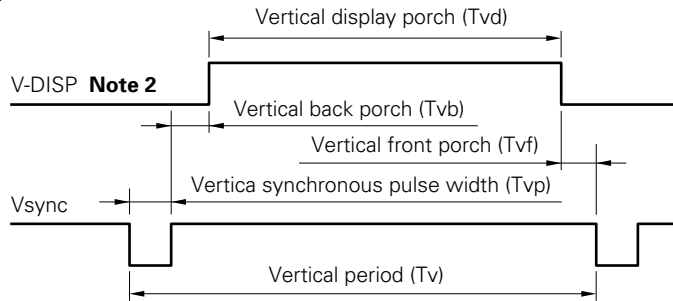 Vertical display porch (Tvd)
V-DISP Note 2
Vertical back porch (Tvb)
Vertical front porch (Tvf)
Vertica synchronous pulse width (Tvp)
Vsync
Vertical period (Tv)